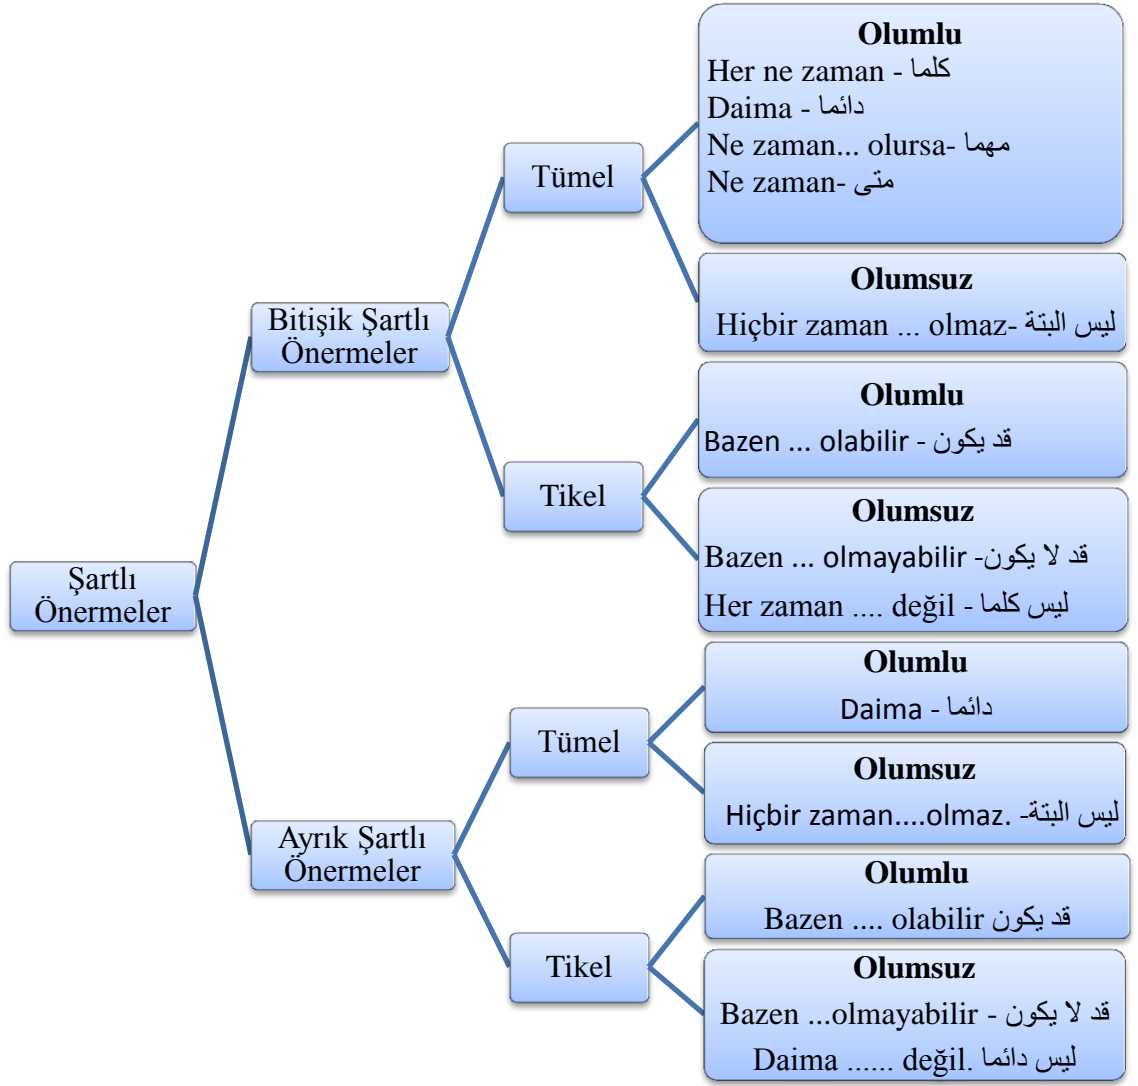 Şartlı
Önermeler
Bitişik Şartlı
Önermeler
Tümel
Olumlu
Her ne zaman - كلما
Daima - دائما
Ne zaman... olursa- مهما
Ne zaman- متى
Olumsuz
Hiçbir zaman ... olmaz- ليس البتة
Tikel
Olumlu
Bazen ... olabilir - قد يكون
Olumsuz
Bazen ... olmayabilir -قد لا يكون
Her zaman .... değil - ليس كلما
Ayrık Şartlı
Önermeler
Tümel
Olumlu
Daima - دائما
Olumsuz
Hiçbir zaman....olmaz. -ليس البتة
Tikel
Olumlu
Bazen .... olabilir قد يكون
Olumsuz
Bazen ...olmayabilir - قد لا يكون
Daima ...... değil. ليس دائما